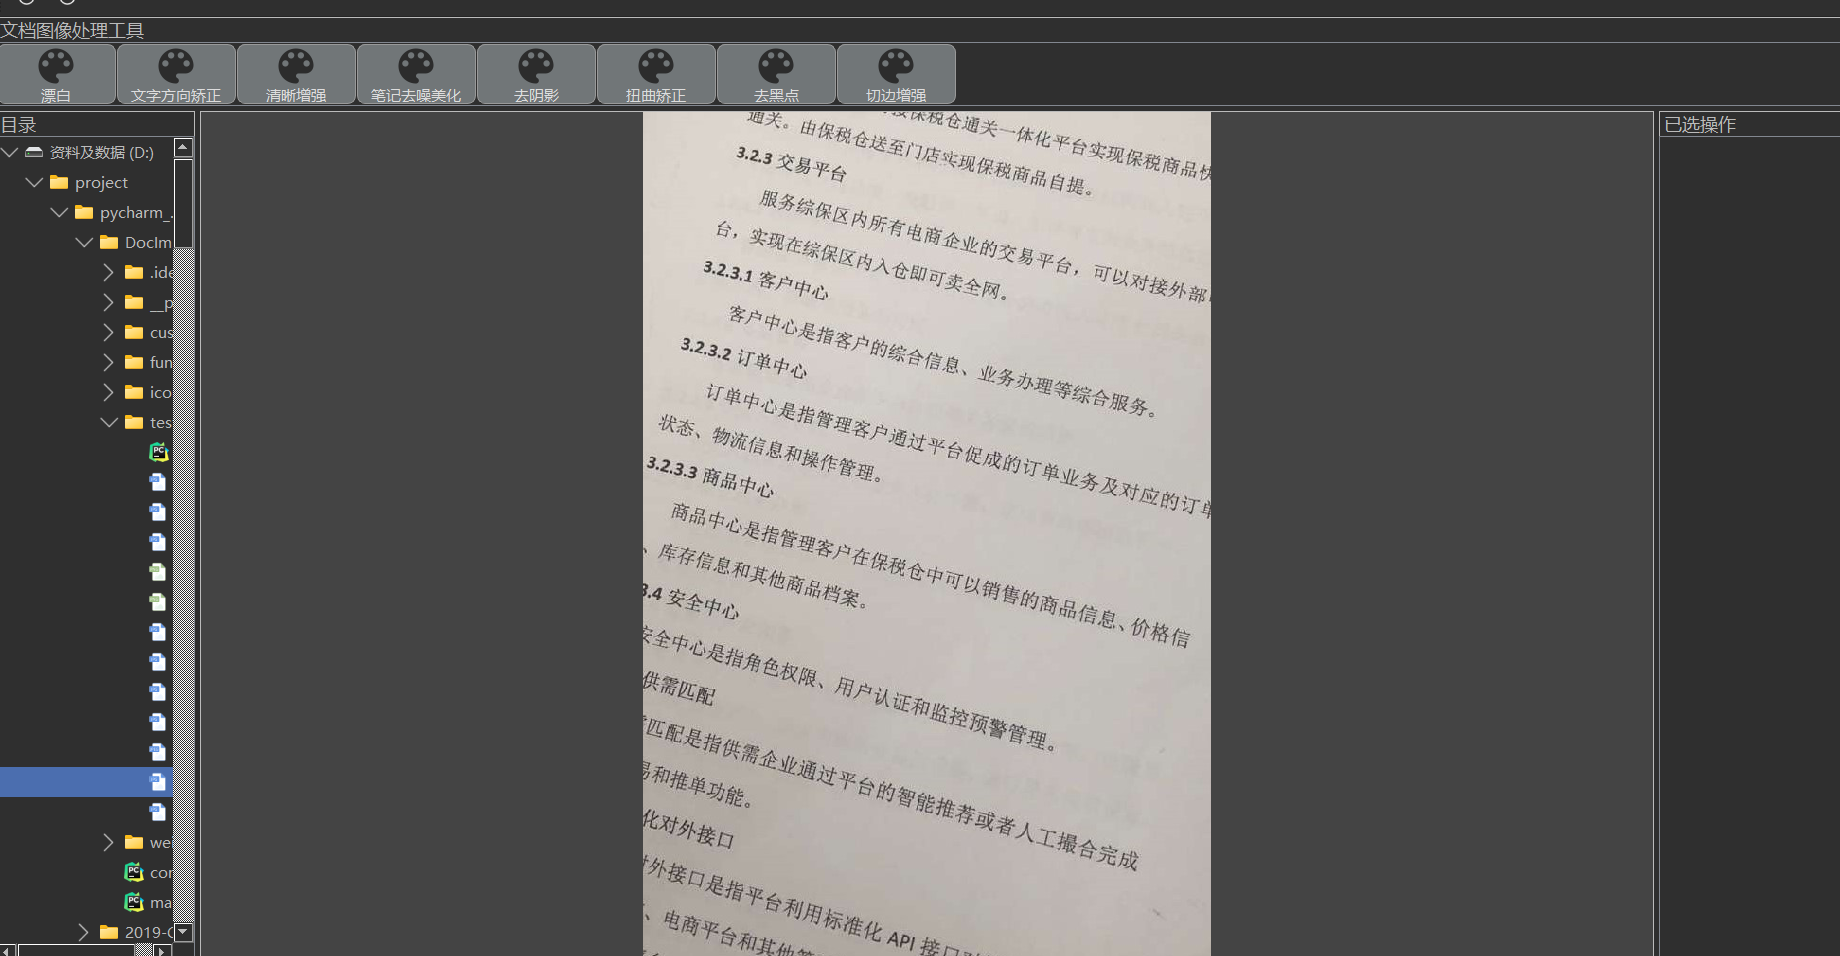 文档图像处理工具
漂白
文字方向矫正
清晰增强
笔记去噪美化
去阴影
扭曲矫正
去黑点
切边增强
目录
资料及数据 (D:)
project
pycharm_
DocIm
.ide
__p
cus
fun
ico
tes
we
co
ma
2019-
保税仓通关一体化平台实现保税商品快
通关。由保税仓送至门店实现保税商品自提。
3.2.3 交易平台
服务综保区内所有电商企业的交易平台，可以对接外部
台，实现在综保区内入仓即可卖全网。
3.2.3.1 客户中心
客户中心是指客户的综合信息、业务办理等综合服务。
3.2.3.2 订单中心
订单中心是指管理客户通过平台促成的订单业务及对应的订单
状态、物流信息和操作管理。
3.2.3.3 商品中心
商品中心是指管理客户在保税仓中可以销售的商品信息、价格信
、库存信息和其他商品档案。
3.4 安全中心
安全中心是指角色权限、用户认证和监控预警管理。
供需匹配
匹配是指供需企业通过平台的智能推荐或者人工撮合完成
易和推单功能。
化对外接口
对外接口是指平台利用标准化 API 接口
、电商平台和其他
已选操作